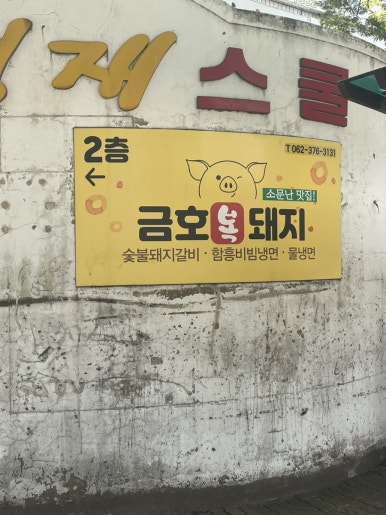 재 스쿨
2층
←
T 062-376-3131
소문난 맛집!
금호복돼지
숯불돼지갈비 · 함흥비빔냉면 · 물냉면